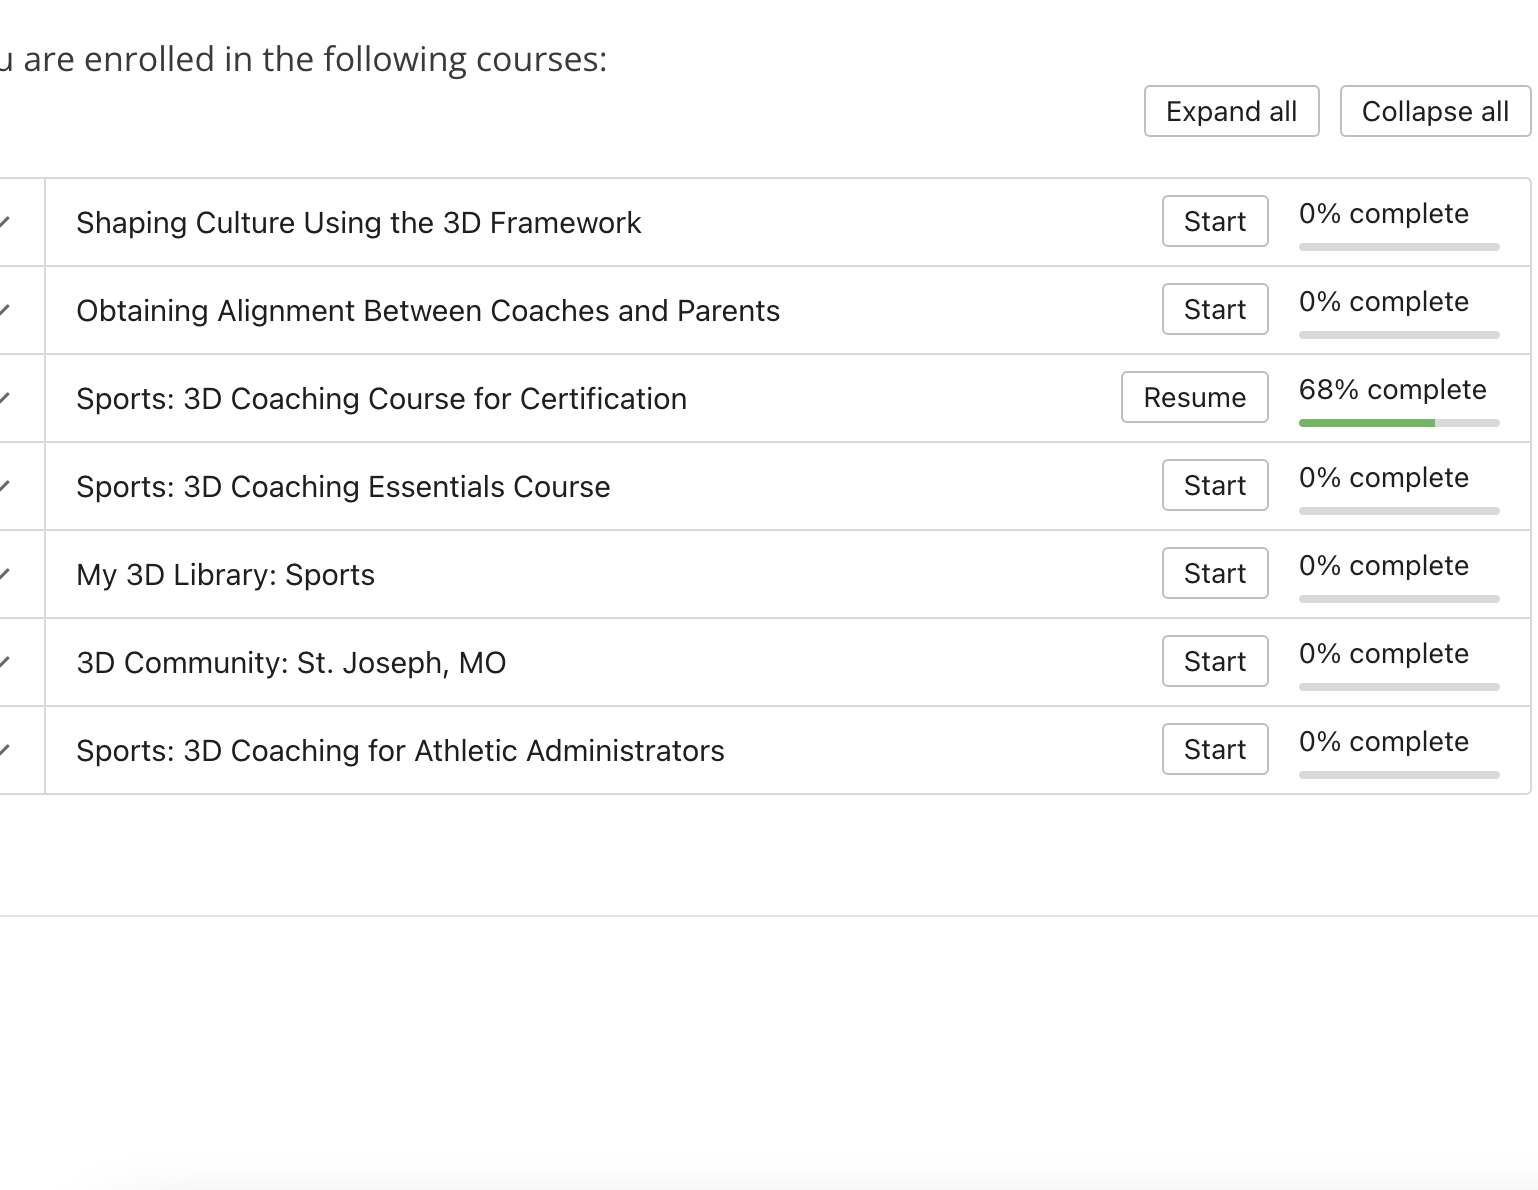 are enrolled in the following courses:
Expand all Collapse all
Shaping Culture Using the 3D Framework Start 0% complete
Obtaining Alignment Between Coaches and Parents Start 0% complete
Sports: 3D Coaching Course for Certification Resume 68% complete
Sports: 3D Coaching Essentials Course Start 0% complete
My 3D Library: Sports Start 0% complete
3D Community: St. Joseph, MO Start 0% complete
Sports: 3D Coaching for Athletic Administrators Start 0% complete